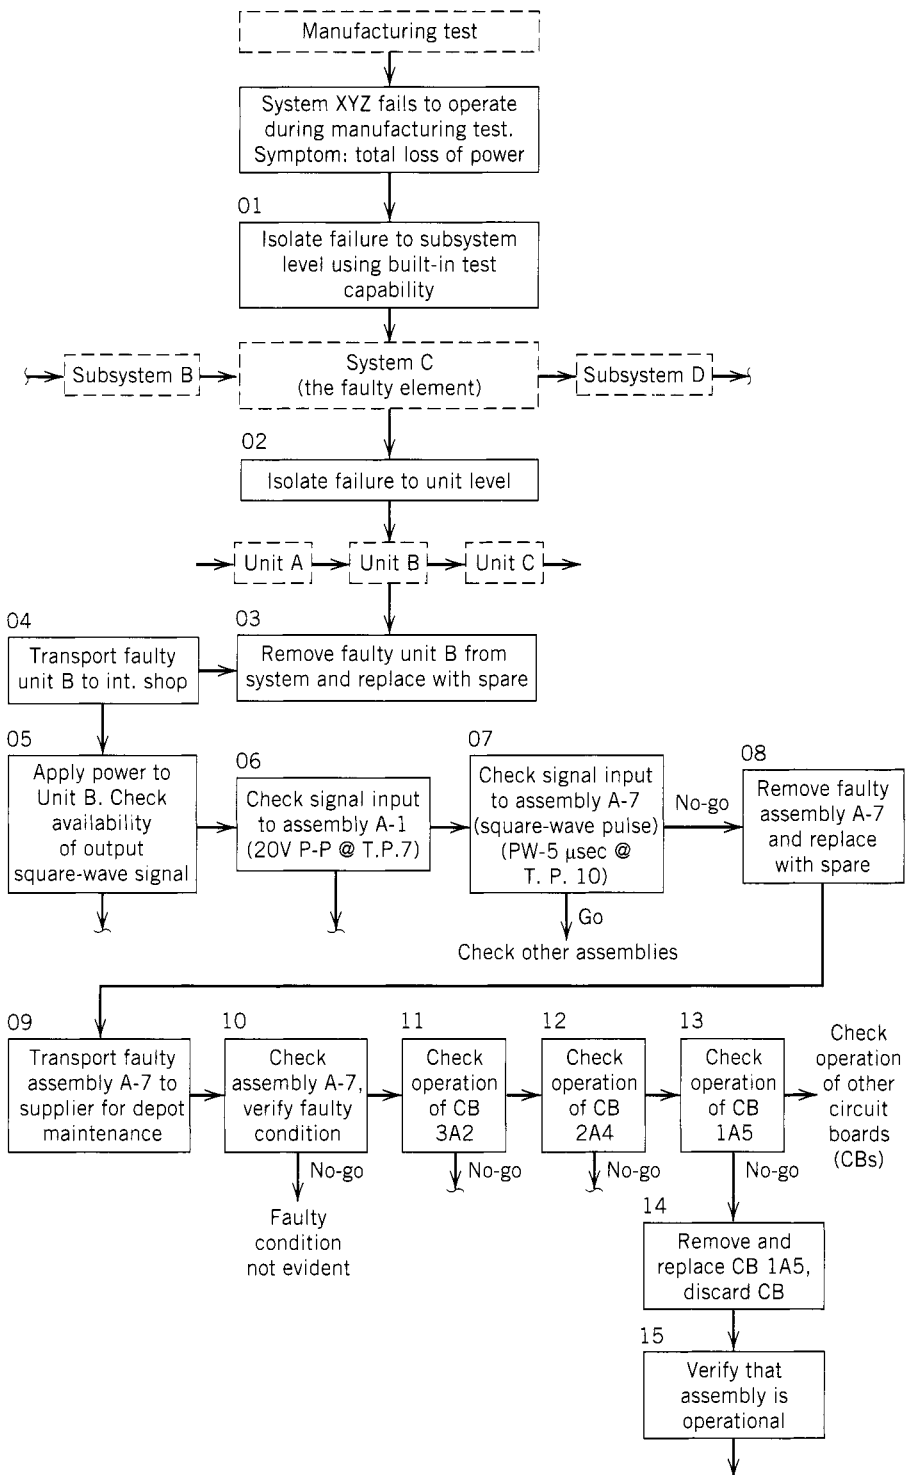 Manufacturing test
System XYZ fails to operate
during manufacturing test.
Symptom: total loss of power
01
Isolate failure to subsystem
level using built-in test
capability
Subsystem B
System C
(the faulty element)
Subsystem D
02
Isolate failure to unit level
Unit A
Unit B
Unit C
04
Transport faulty
unit B to int. shop
03
Remove faulty unit B from
system and replace with spare
05
Apply power to
Unit B. Check
availability
of output
square-wave signal
06
Check signal input
to assembly A-1
(20V P-P @ T.P.7)
07
Check signal input
to assembly A-7
(square-wave pulse)
(PW-5 μsec @
T. P. 10)
No-go
Go
Check other assemblies
08
Remove faulty
assembly A-7
and replace
with spare
09
Transport faulty
assembly A-7 to
supplier for depot
maintenance
10
Check
assembly A-7,
verify faulty
condition
No-go
Faulty
condition
not evident
11
Check
operation
of CB
3A2
No-go
12
Check
operation
of CB
2A4
No-go
13
Check
operation
of CB
1A5
No-go
Check
operation
of other
circuit
boards
(CBs)
14
Remove and
replace CB 1A5,
discard CB
15
Verify that
assembly is
operational